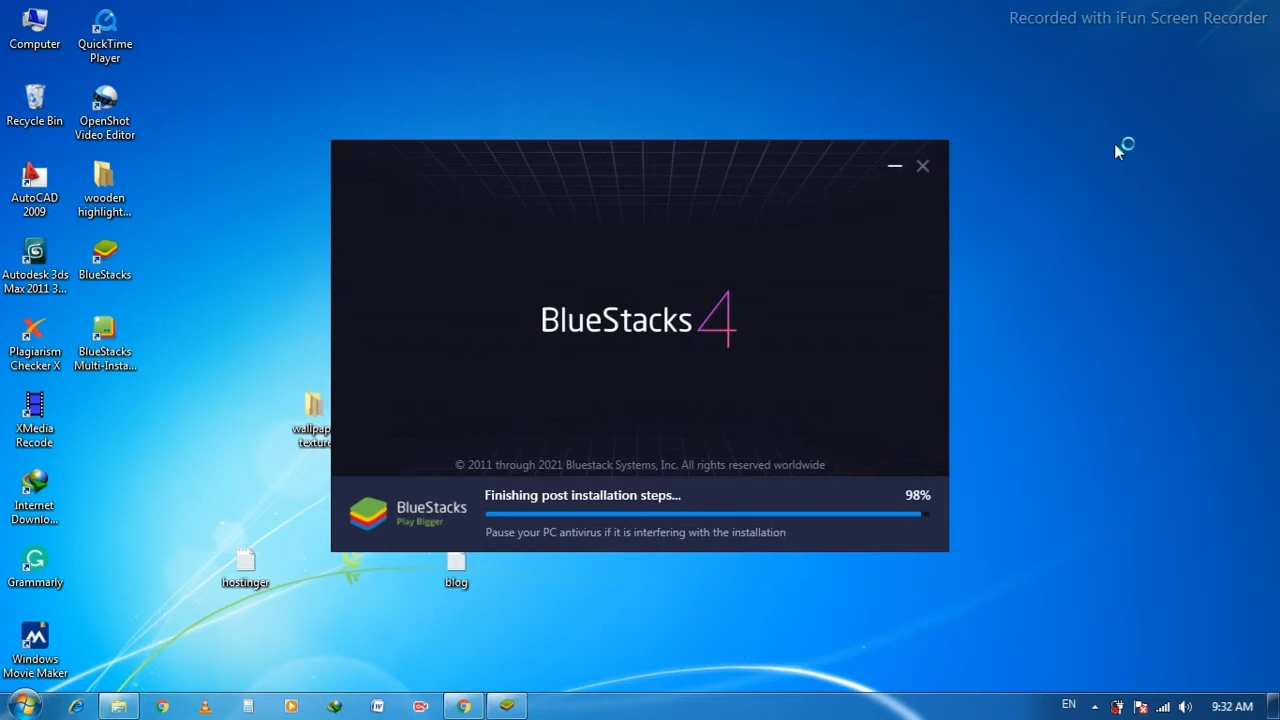 Recorded with iFun Screen Recorder
Computer
QuickTime
Player
Recycle Bin
OpenShot
Video Editor
AutoCAD
2009
wooden
highlight...
Autodesk 3ds
Max 2011 3...
BlueStacks
Plagiarism
Checker X
BlueStacks
Multi-Insta...
XMedia
Recode
wallpap
texture
Internet
Downlo...
Grammarly
hostinger
blog
Windows
Movie Maker
BlueStacks 4
© 2011 through 2021 Bluestack Systems, Inc. All rights reserved worldwide
BlueStacks
Play Bigger
Finishing post installation steps...
98%
Pause your PC antivirus if it is interfering with the installation
EN
9:32 AM